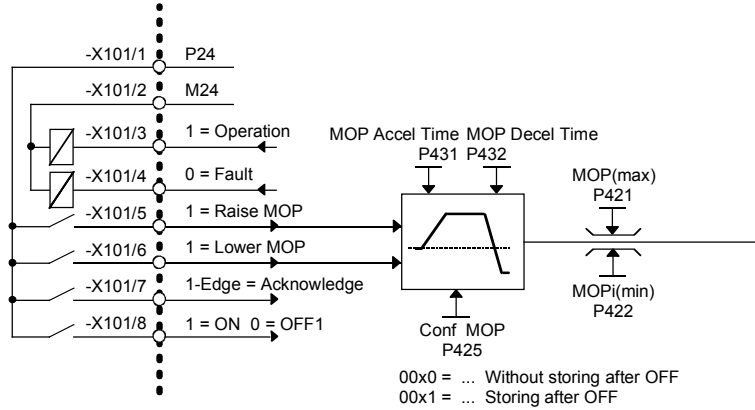 -X101/1 P24
-X101/2 M24
-X101/3 1 = Operation
-X101/4 0 = Fault
-X101/5 1 = Raise MOP
-X101/6 1 = Lower MOP
-X101/7 1-Edge = Acknowledge
-X101/8 1 = ON 0 = OFF1
MOP Accel Time MOP Decel Time
P431 P432
MOP(max)
P421
MOPi(min)
P422
Conf MOP
P425
00x0 = ... Without storing after OFF
00x1 = ... Storing after OFF